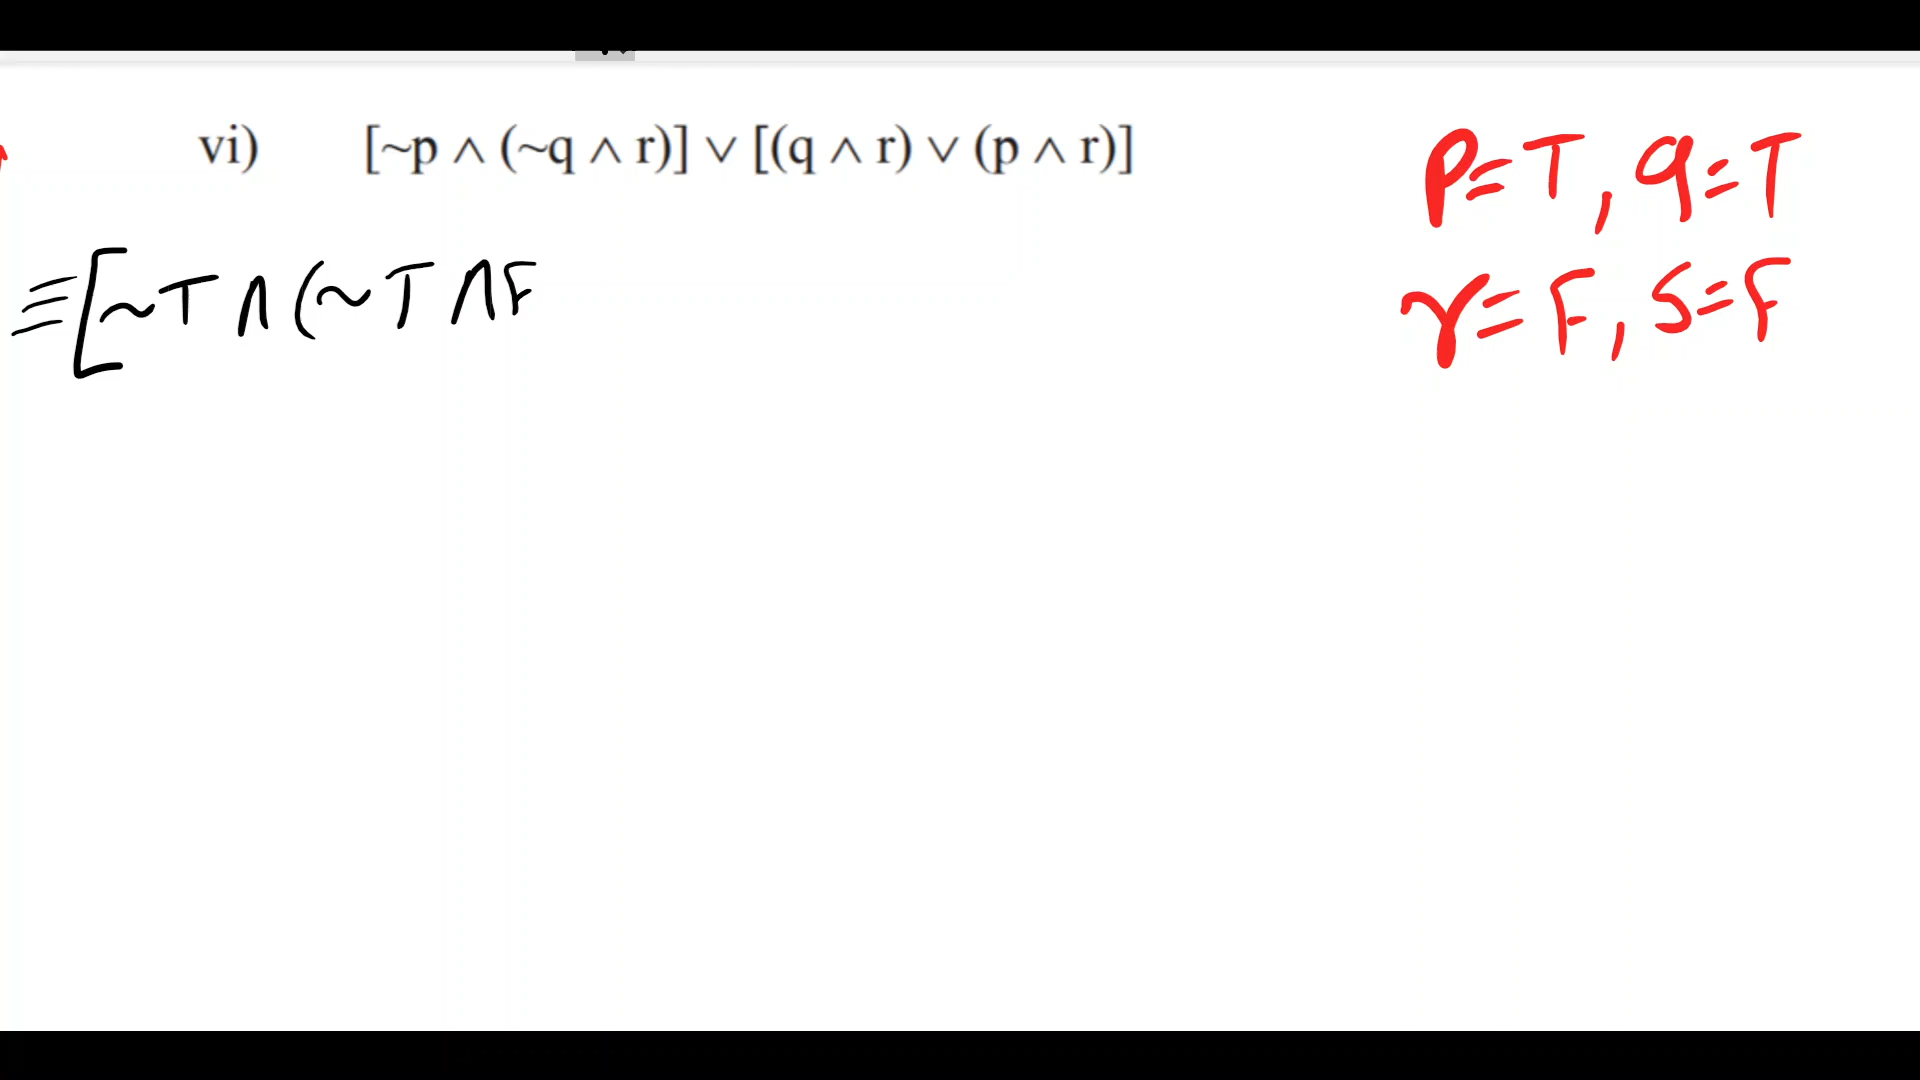 vi) [~p ∧ (~q ∧ r)] ∨ [(q ∧ r) ∨ (p ∧ r)]
p=T, q=T
≡[~T∧(~T∧F
r=F, s=F